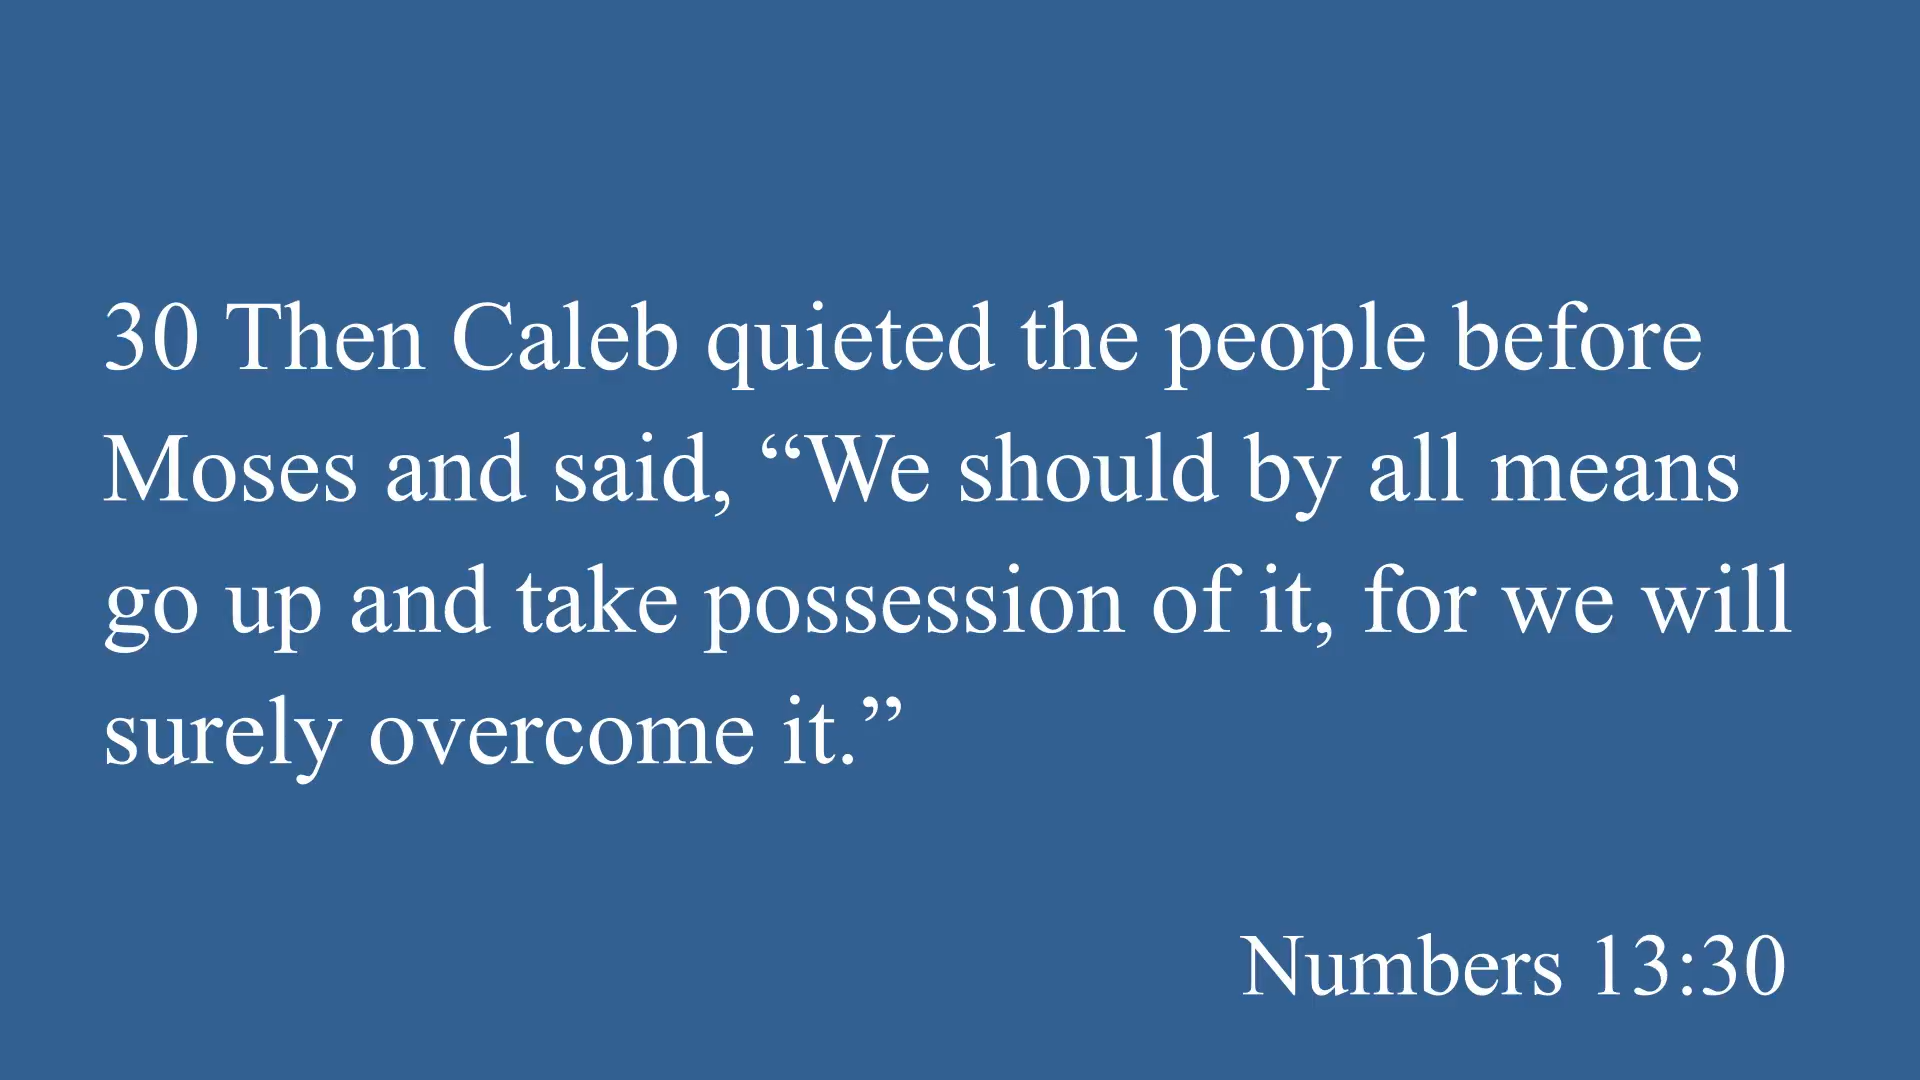 30 Then Caleb quieted the people before
Moses and said, “We should by all means
go up and take possession of it, for we will
surely overcome it.”
Numbers 13:30